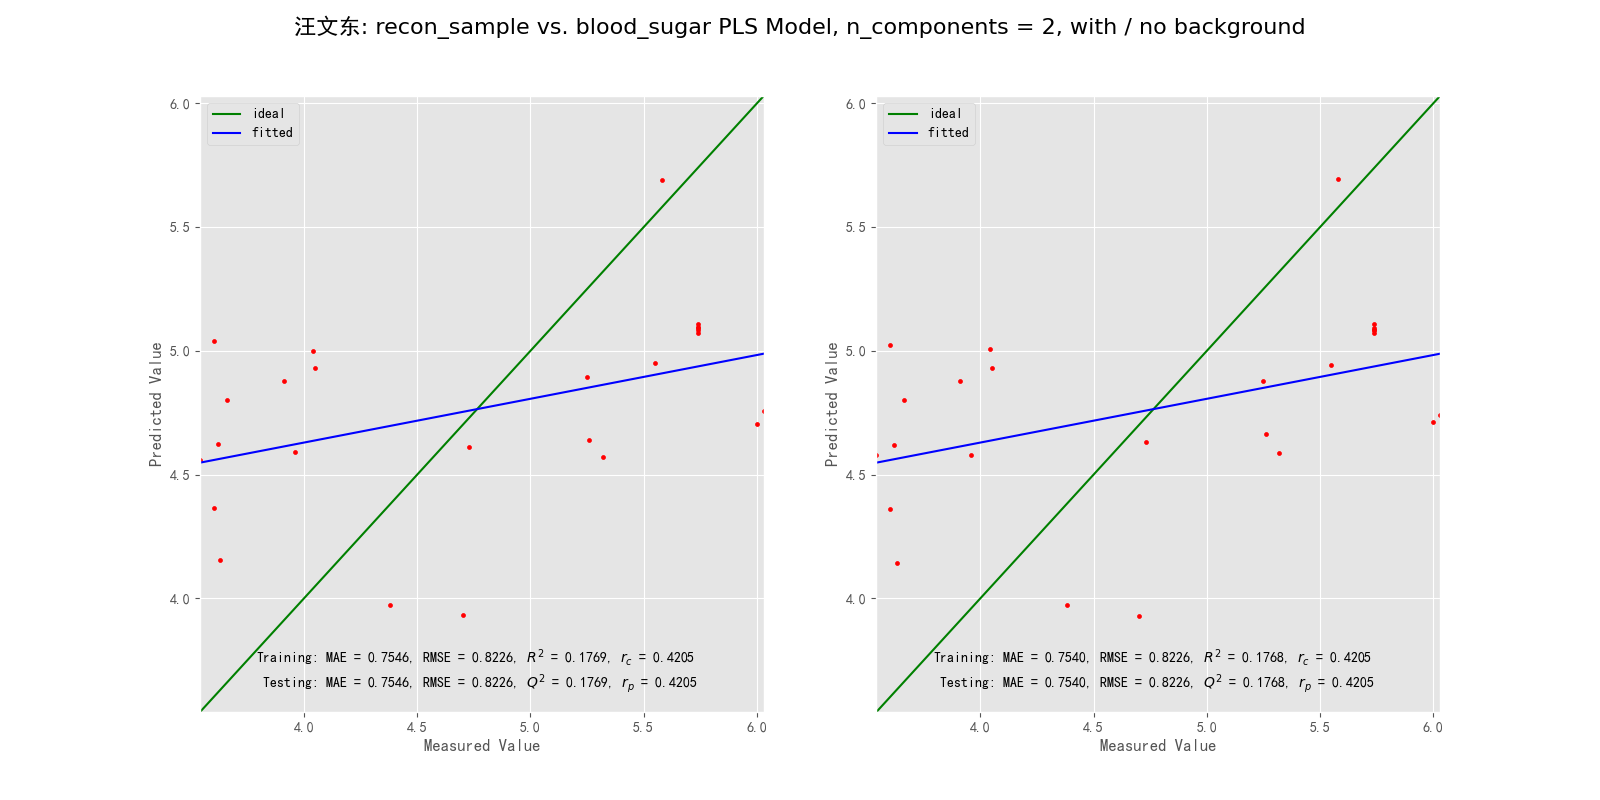 汪文东: recon_sample vs. blood_sugar PLS Model, n_components = 2, with / no background
ideal
fitted
6.0
5.5
5.0
4.5
4.0
Predicted Value
Training: MAE = 0.7546, RMSE = 0.8226, R² = 0.1769, r_c = 0.4205
Testing: MAE = 0.7546, RMSE = 0.8226, Q² = 0.1769, r_p = 0.4205
4.0 4.5 5.0 5.5 6.0
Measured Value
ideal
fitted
6.0
5.5
5.0
4.5
4.0
Predicted Value
Training: MAE = 0.7540, RMSE = 0.8226, R² = 0.1768, r_c = 0.4205
Testing: MAE = 0.7540, RMSE = 0.8226, Q² = 0.1768, r_p = 0.4205
4.0 4.5 5.0 5.5 6.0
Measured Value